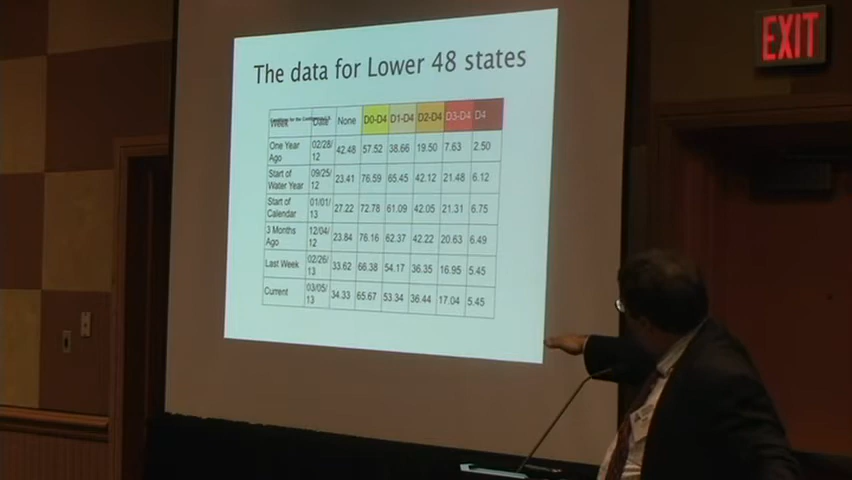 EXIT
The data for Lower 48 states
Week Date None D0-D4 D1-D4 D2-D4 D3-D4 D4
One Year Ago 02/28/12 42.48 57.52 38.66 19.50 7.63 2.50
Start of Water Year 09/25/12 23.41 76.59 65.45 42.12 21.48 6.12
Start of Calendar 01/01/13 27.22 72.78 61.09 42.05 21.31 6.75
3 Months Ago 12/04/12 23.84 76.16 62.37 42.22 20.63 6.49
Last Week 02/26/13 33.62 66.38 54.17 36.35 16.95 5.45
Current 03/05/13 34.33 65.67 53.34 36.44 17.04 5.45